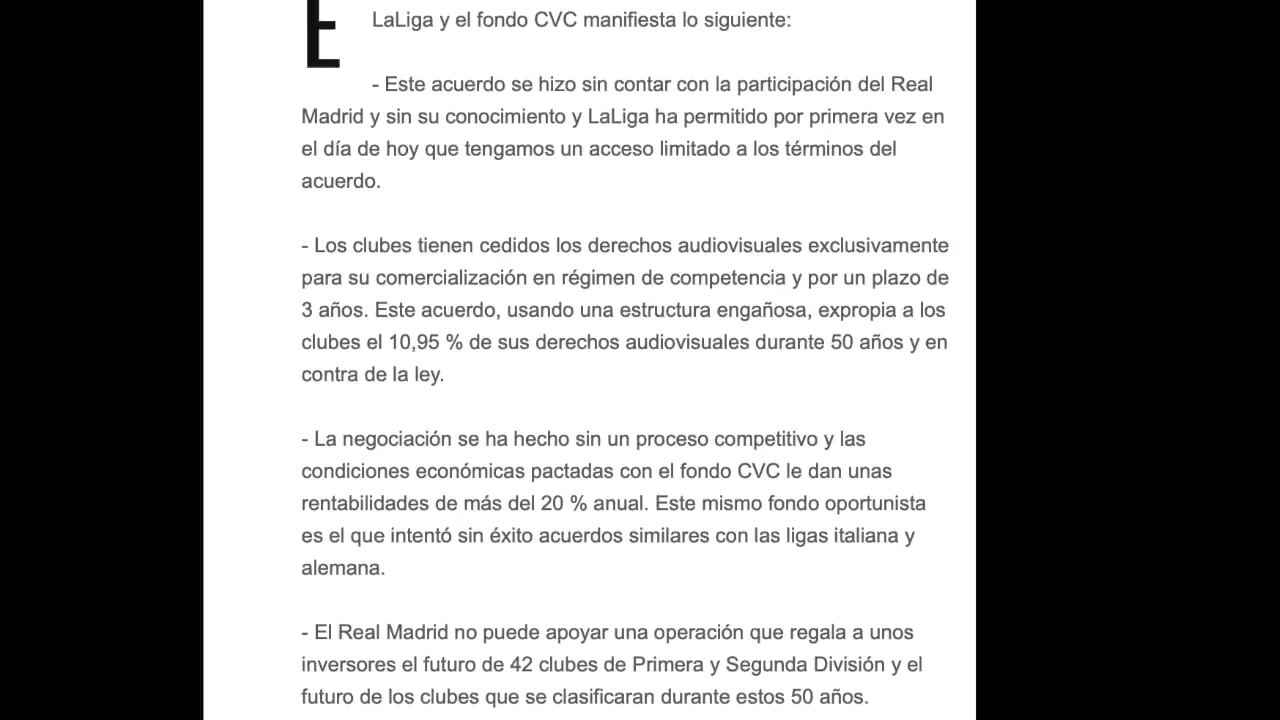 E
LaLiga y el fondo CVC manifiesta lo siguiente:
- Este acuerdo se hizo sin contar con la participación del Real
Madrid y sin su conocimiento y LaLiga ha permitido por primera vez en
el día de hoy que tengamos un acceso limitado a los términos del
acuerdo.
- Los clubes tienen cedidos los derechos audiovisuales exclusivamente
para su comercialización en régimen de competencia y por un plazo de
3 años. Este acuerdo, usando una estructura engañosa, expropia a los
clubes el 10,95 % de sus derechos audiovisuales durante 50 años y en
contra de la ley.
- La negociación se ha hecho sin un proceso competitivo y las
condiciones económicas pactadas con el fondo CVC le dan unas
rentabilidades de más del 20 % anual. Este mismo fondo oportunista
es el que intentó sin éxito acuerdos similares con las ligas italiana y
alemana.
- El Real Madrid no puede apoyar una operación que regala a unos
inversores el futuro de 42 clubes de Primera y Segunda División y el
futuro de los clubes que se clasificaran durante estos 50 años.